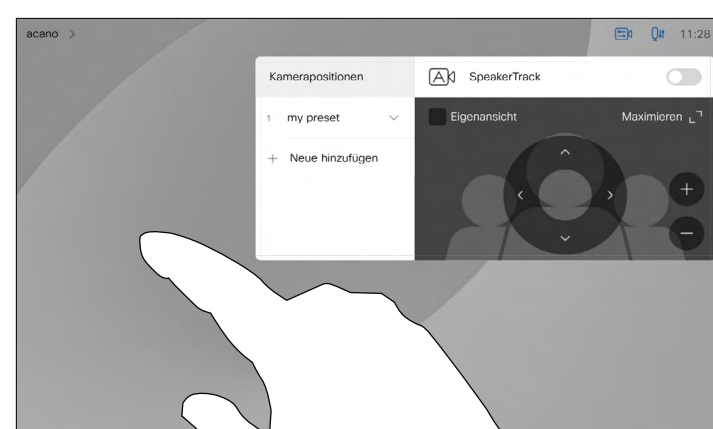 acano >
11:28
Kamerapositionen
A SpeakerTrack
1 my preset
Eigenansicht
Maximieren
+ Neue hinzufügen
+
−